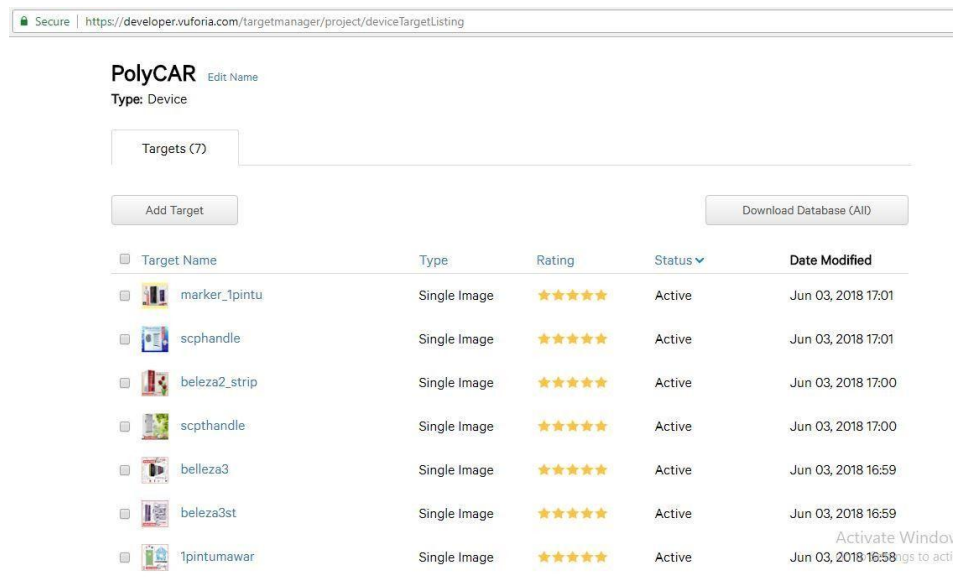 Secure | https://developer.vuforia.com/targetmanager/project/deviceTargetListing
PolyCAR Edit Name
Type: Device
Targets (7)
Add Target Download Database (All)
Target Name Type Rating Status Date Modified
marker_1pintu Single Image Active Jun 03, 2018 17:01
scphandle Single Image Active Jun 03, 2018 17:01
beleza2_strip Single Image Active Jun 03, 2018 17:00
scpthandle Single Image Active Jun 03, 2018 17:00
belleza3 Single Image Active Jun 03, 2018 16:59
beleza3st Single Image Active Jun 03, 2018 16:59
Activate Window
1pintumawar Single Image Active Jun 03, 2018 16:58